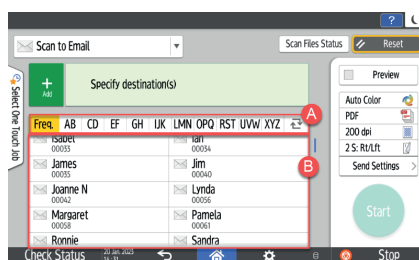 ?
Scan to Email
Scan Files Status
Reset
Select One Touch Job
+
Add
Specify destination(s)
Preview
Freq. AB CD EF GH IJK LMN OPQ RST UVW XYZ
A
Auto Color
PDF
200 dpi
2 S: Rt/Lft
Isabel
00033
Ian
00034
B
James
00035
Jim
00040
Send Settings
Joanne N
00042
Lynda
00056
Margaret
00058
Pamela
00061
Start
Ronnie
Sandra
Check Status
20 Jan. 2023
Stop